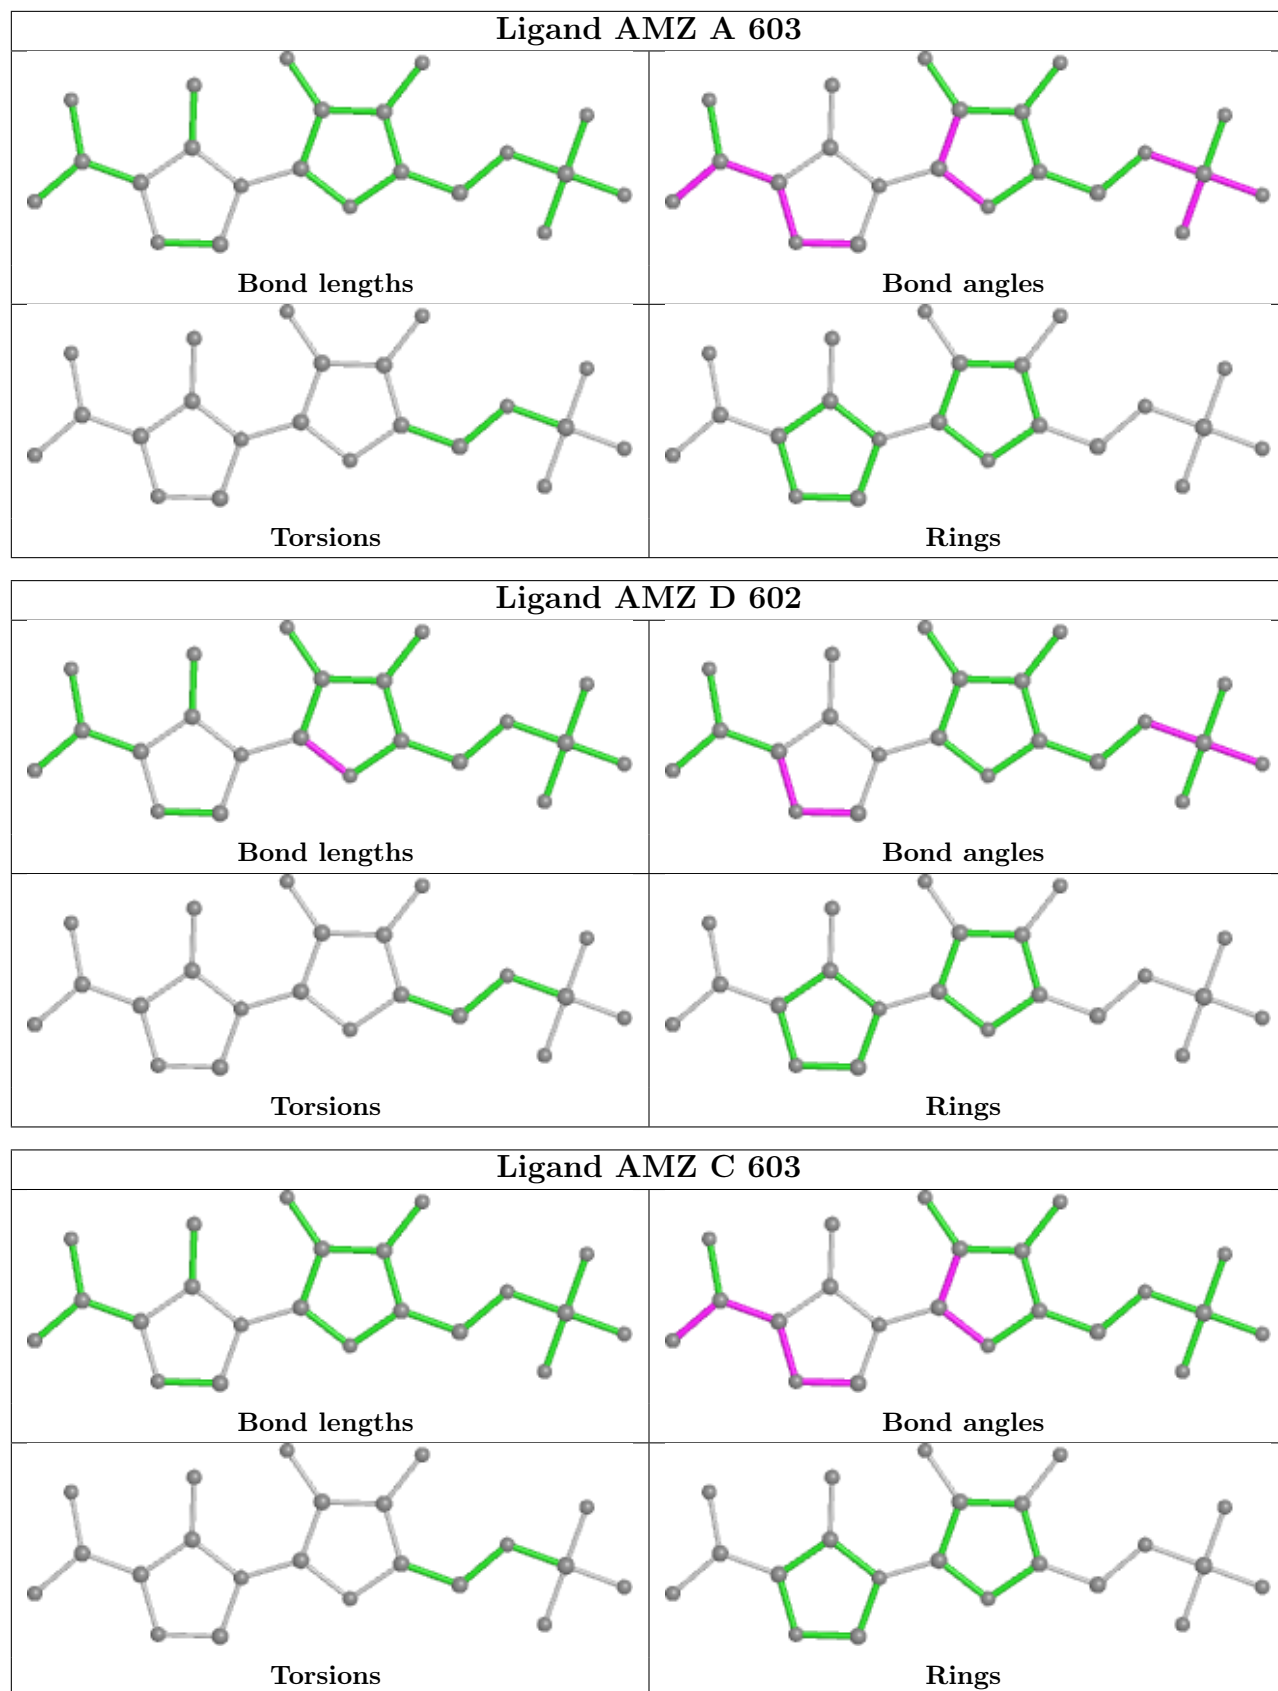 Ligand AMZ A 603
Bond lengths
Bond angles
Torsions
Rings
Ligand AMZ D 602
Bond lengths
Bond angles
Torsions
Rings
Ligand AMZ C 603
Bond lengths
Bond angles
Torsions
Rings